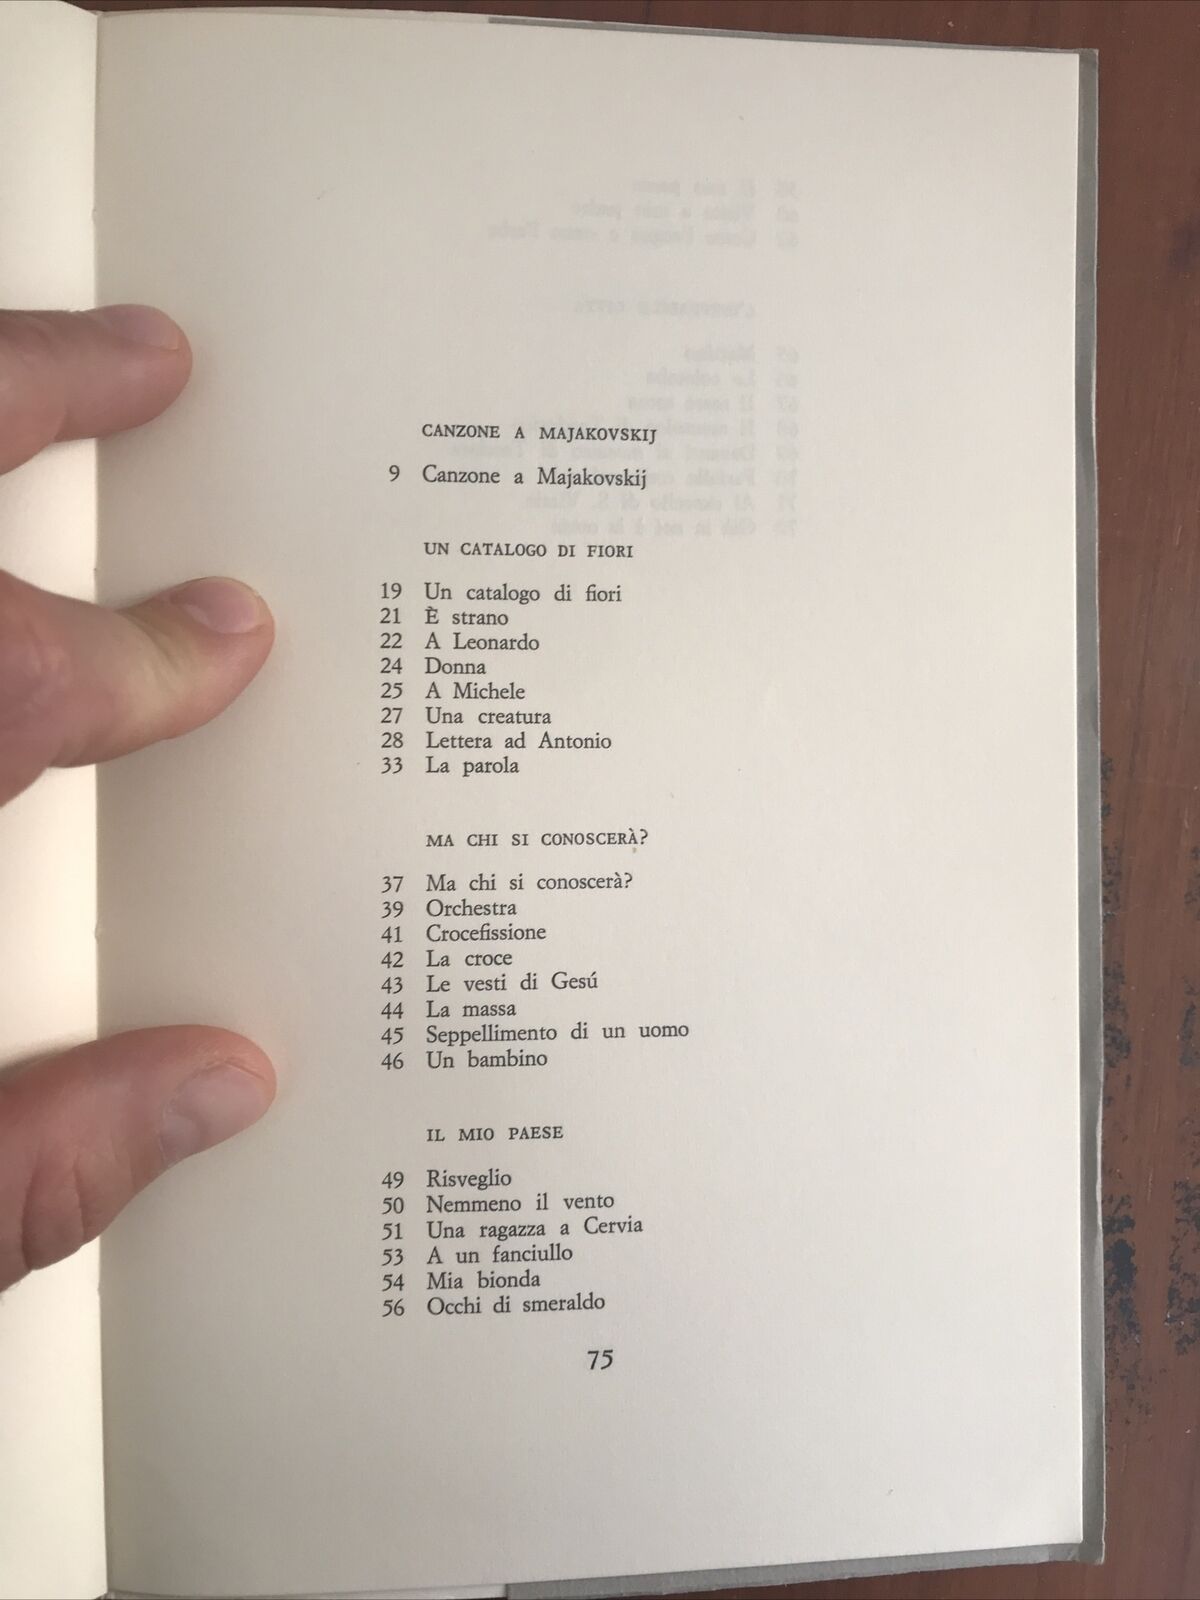 CANZONE A MAJAKOVSKIJ
9 Canzone a Majakovskij
UN CATALOGO DI FIORI
19 Un catalogo di fiori
21 È strano
22 A Leonardo
24 Donna
25 A Michele
27 Una creatura
28 Lettera ad Antonio
33 La parola
MA CHI SI CONOSCERÀ?
37 Ma chi si conoscerà?
39 Orchestra
41 Crocefissione
42 La croce
43 Le vesti di Gesú
44 La massa
45 Seppellimento di un uomo
46 Un bambino
IL MIO PAESE
49 Risveglio
50 Nemmeno il vento
51 Una ragazza a Cervia
53 A un fanciullo
54 Mia bionda
56 Occhi di smeraldo
75